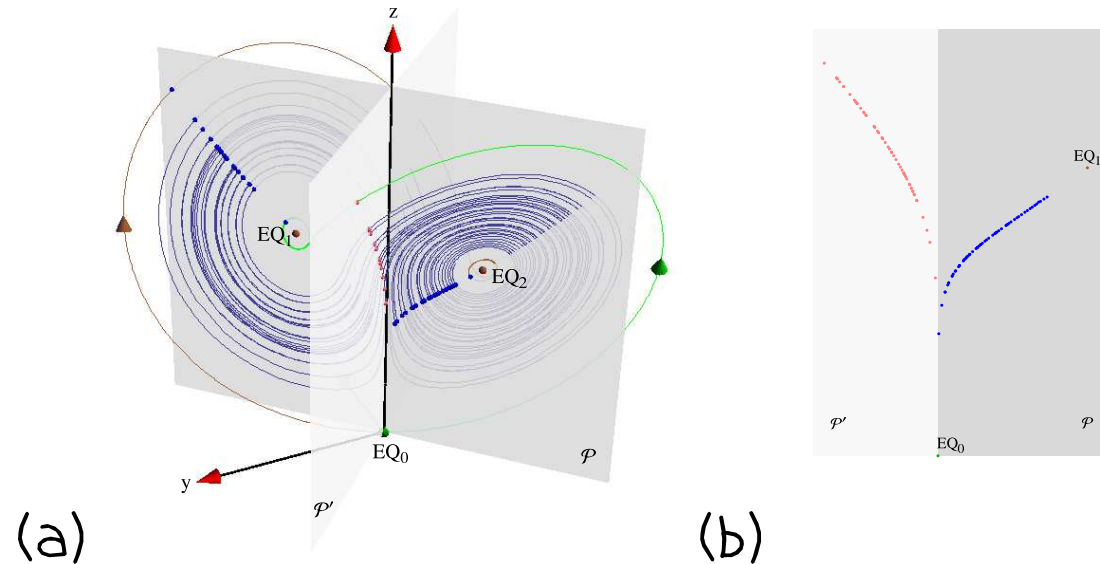 z
EQ₁
EQ₂
EQ₀
y
𝒫
𝒫′
(a)
EQ₁
𝒫′
𝒫
EQ₀
(b)